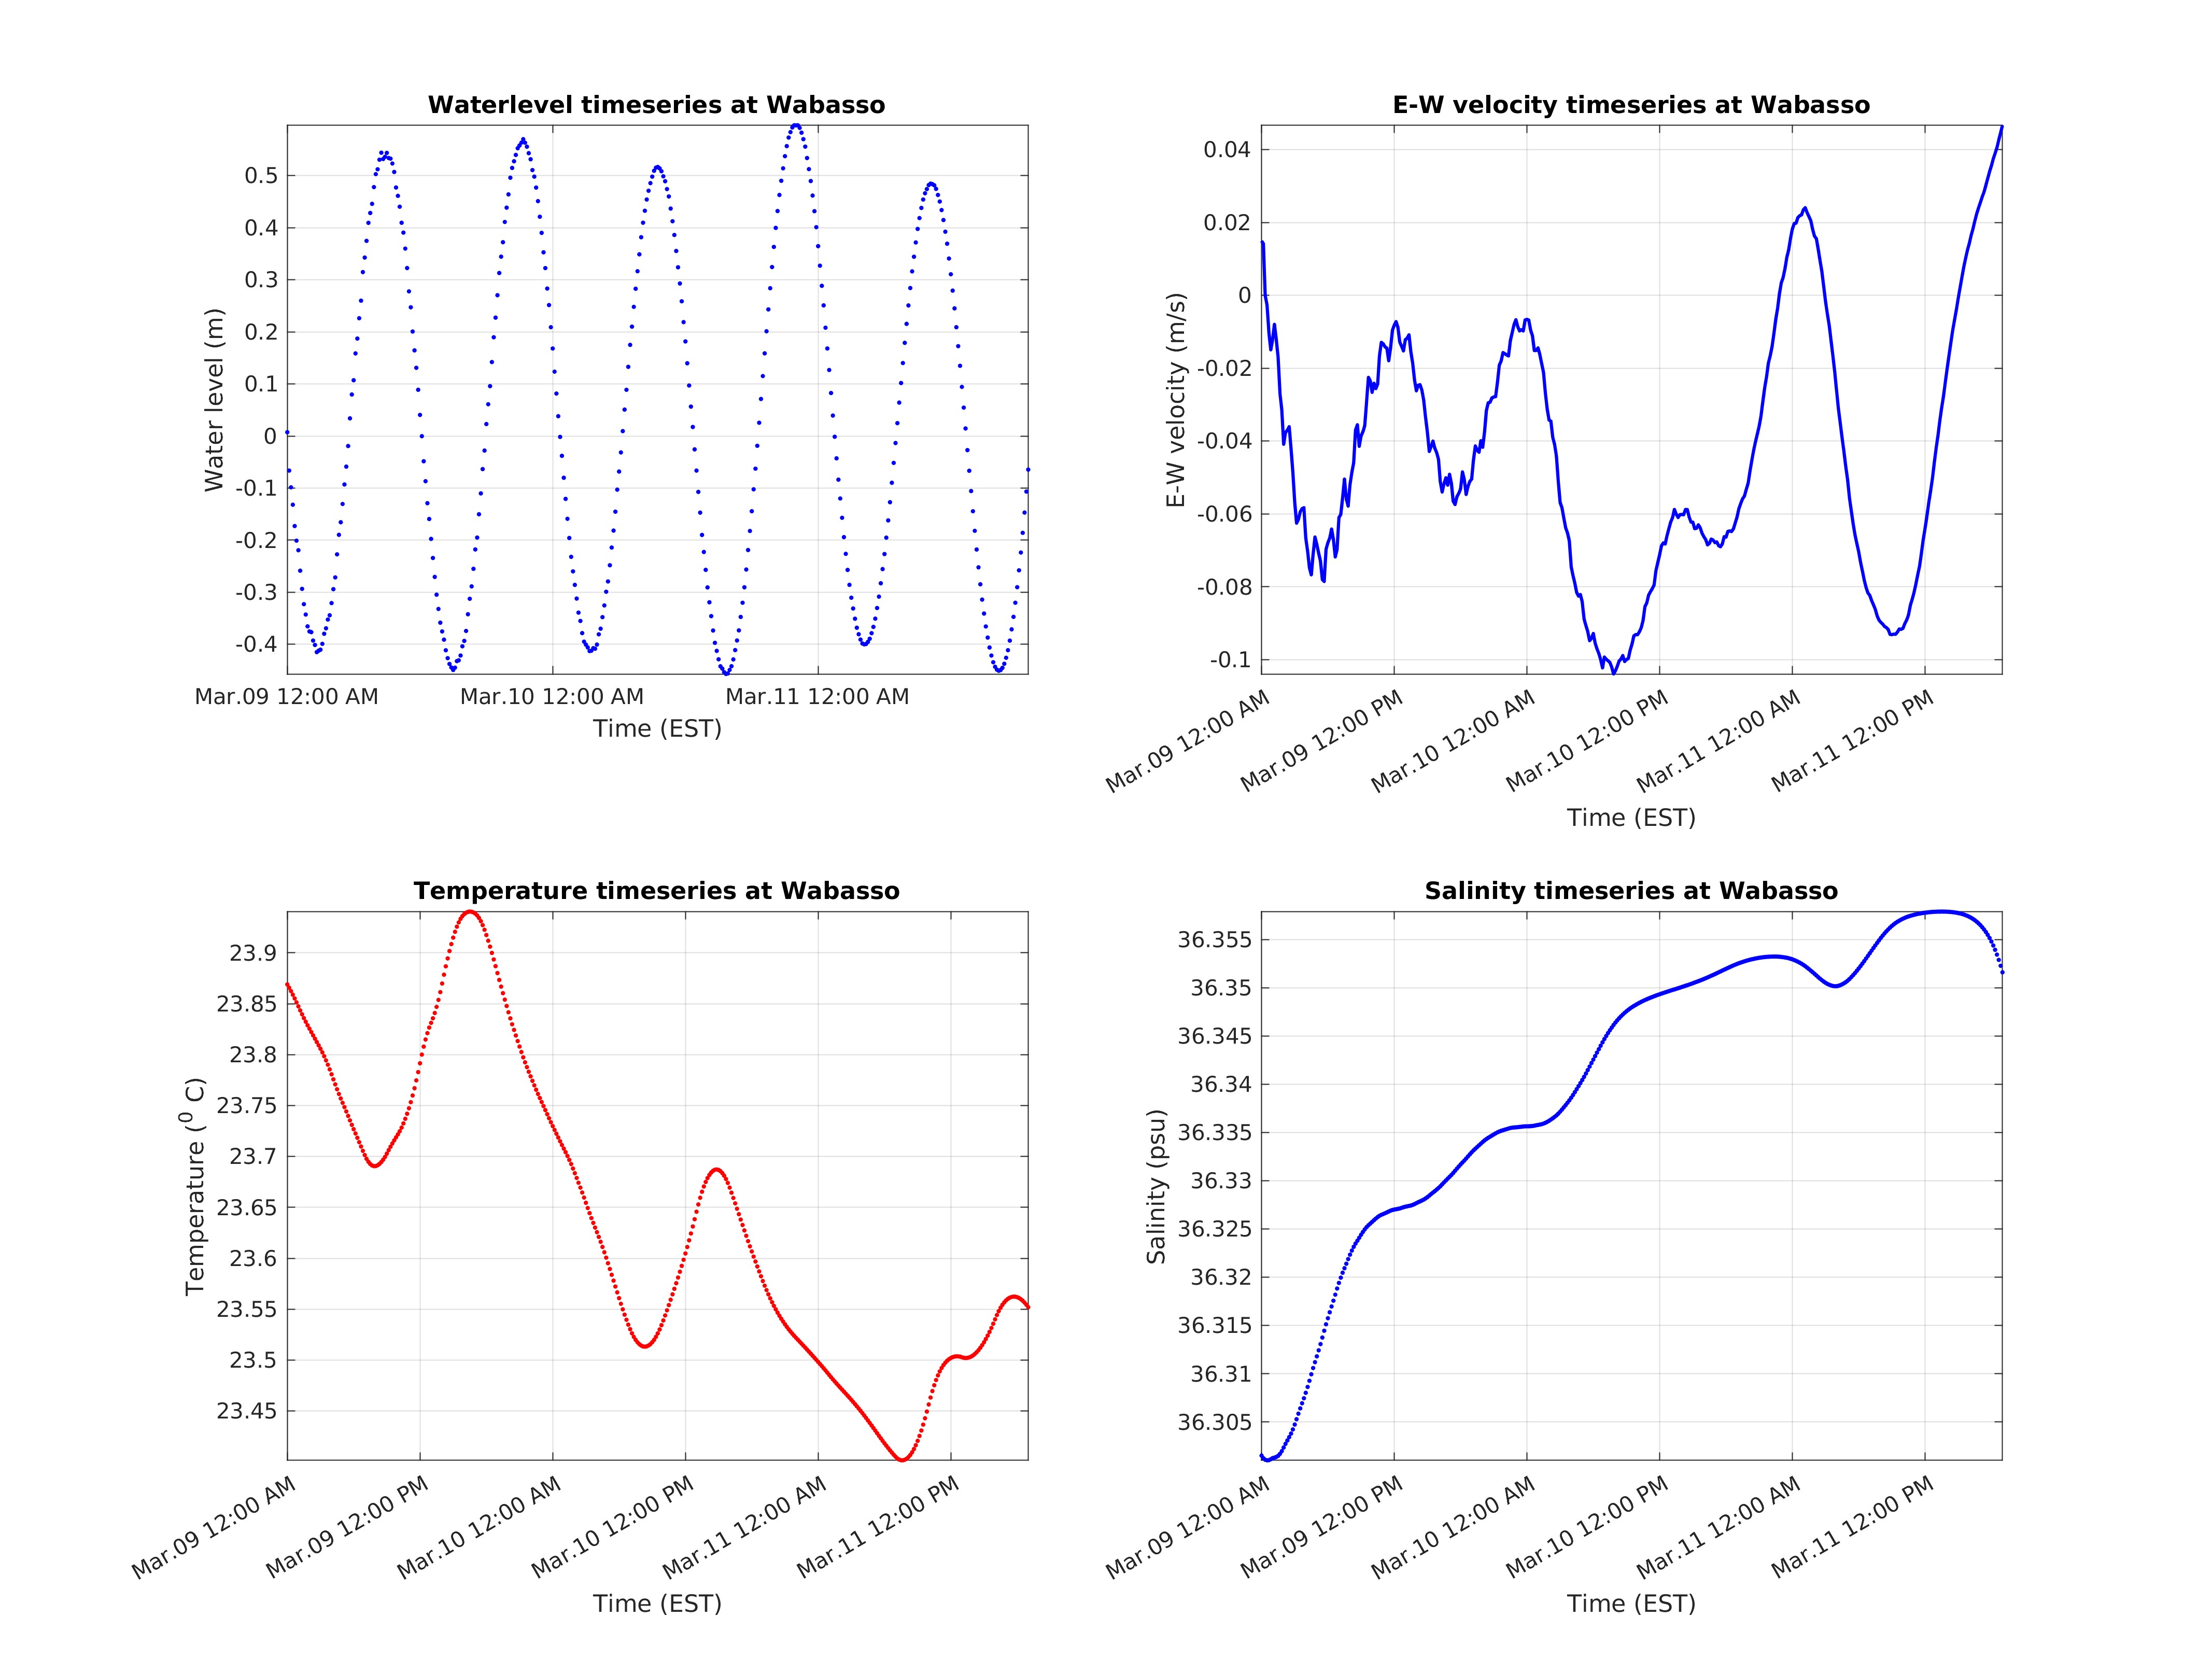 Waterlevel timeseries at Wabasso
Water level (m)
0.5
0.4
0.3
0.2
0.1
0
-0.1
-0.2
-0.3
-0.4
Mar.09 12:00 AM
Mar.10 12:00 AM
Mar.11 12:00 AM
Time (EST)
E-W velocity timeseries at Wabasso
E-W velocity (m/s)
0.04
0.02
0
-0.02
-0.04
-0.06
-0.08
-0.1
Mar.09 12:00 AM
Mar.09 12:00 PM
Mar.10 12:00 AM
Mar.10 12:00 PM
Mar.11 12:00 AM
Mar.11 12:00 PM
Time (EST)
Temperature timeseries at Wabasso
Temperature (⁰ C)
23.9
23.85
23.8
23.75
23.7
23.65
23.6
23.55
23.5
23.45
Mar.09 12:00 AM
Mar.09 12:00 PM
Mar.10 12:00 AM
Mar.10 12:00 PM
Mar.11 12:00 AM
Mar.11 12:00 PM
Time (EST)
Salinity timeseries at Wabasso
Salinity (psu)
36.355
36.35
36.345
36.34
36.335
36.33
36.325
36.32
36.315
36.31
36.305
Mar.09 12:00 AM
Mar.09 12:00 PM
Mar.10 12:00 AM
Mar.10 12:00 PM
Mar.11 12:00 AM
Mar.11 12:00 PM
Time (EST)